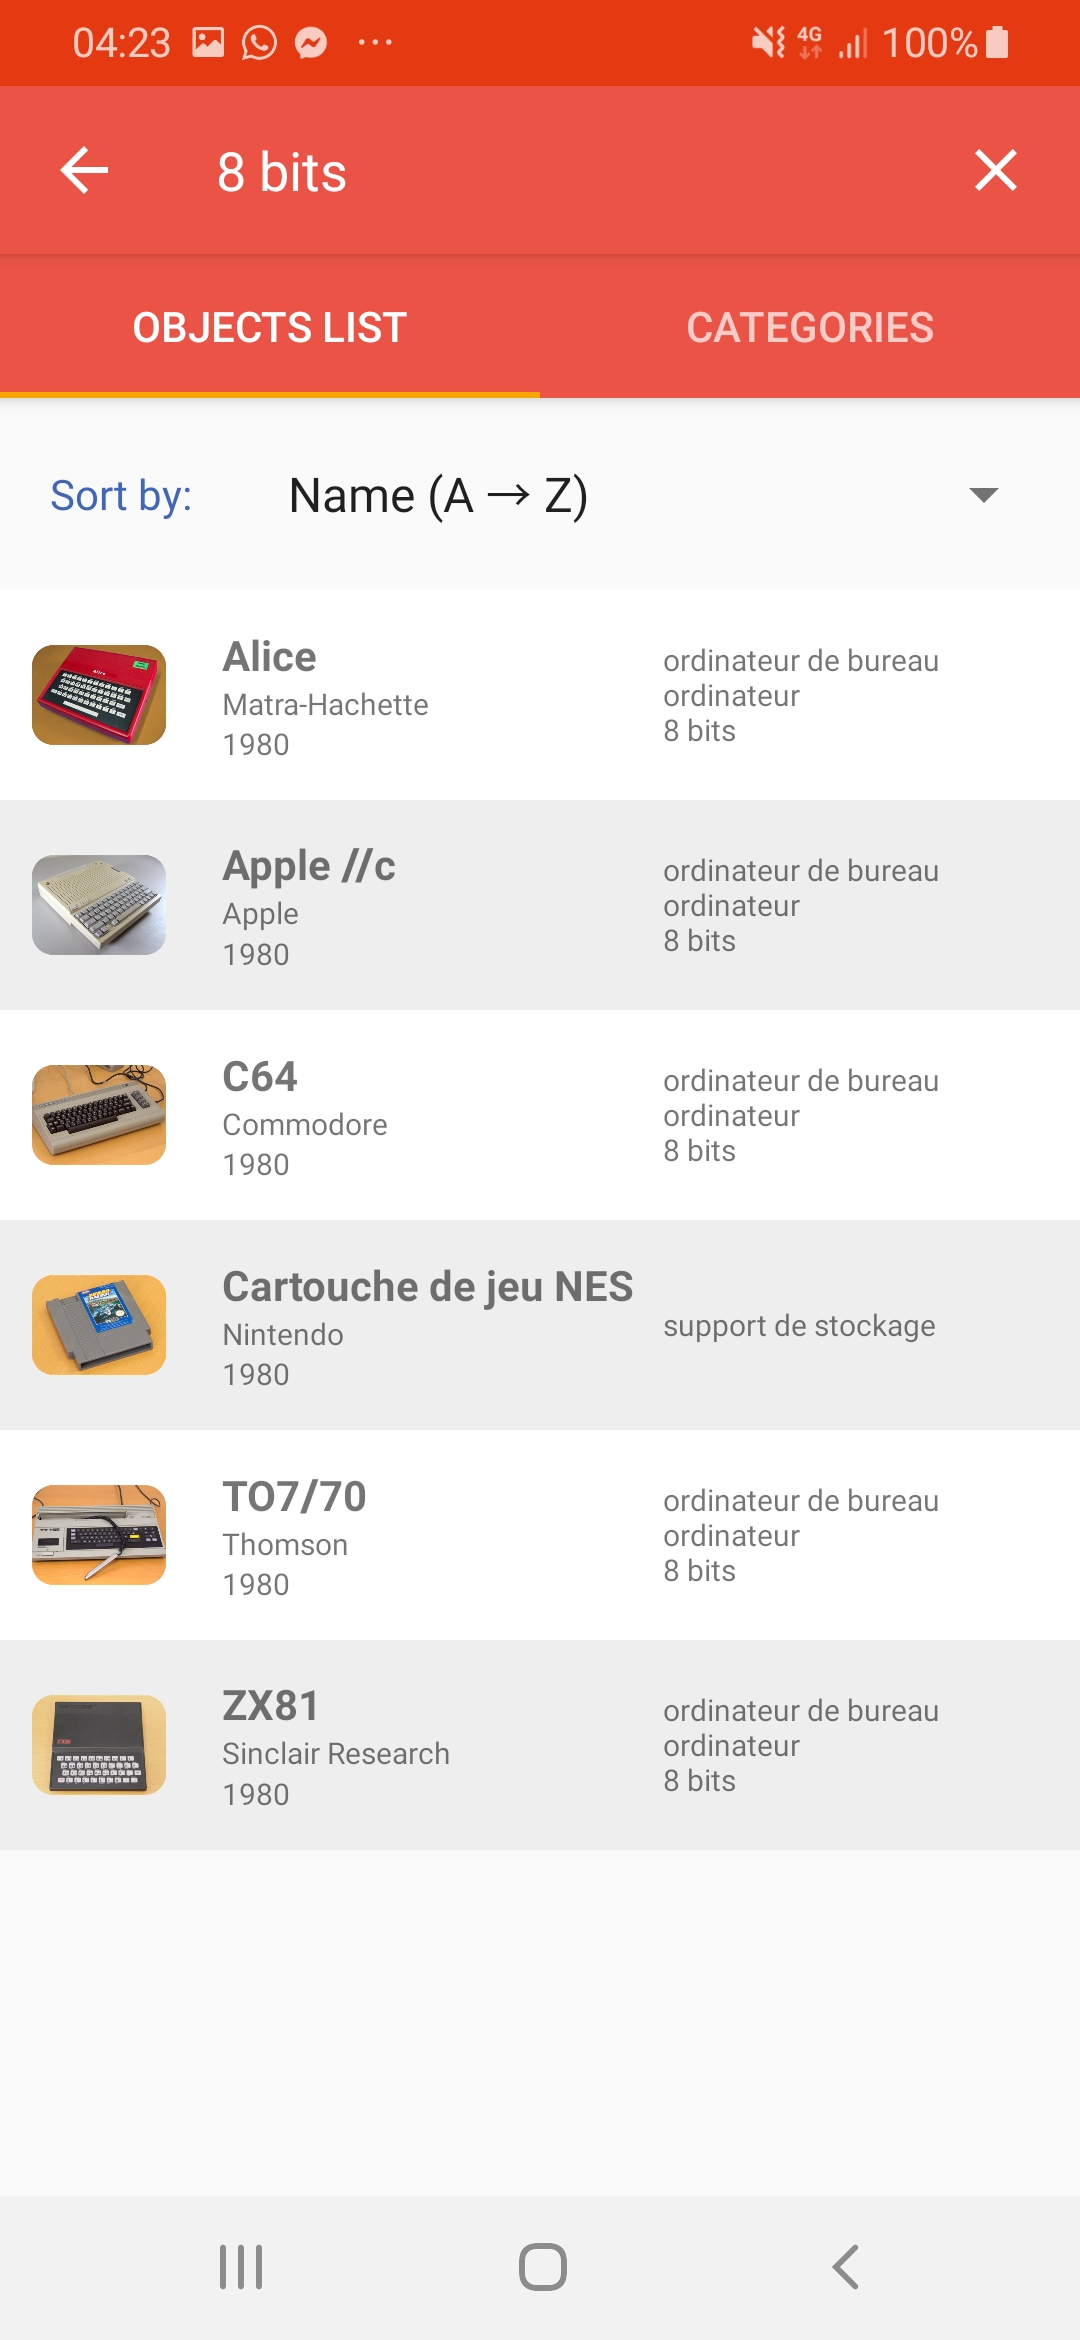 04:23 4G 100%
8 bits
OBJECTS LIST CATEGORIES
Sort by: Name (A → Z)
Alice
Matra-Hachette
1980
ordinateur de bureau
ordinateur
8 bits
Apple //c
Apple
1980
ordinateur de bureau
ordinateur
8 bits
C64
Commodore
1980
ordinateur de bureau
ordinateur
8 bits
Cartouche de jeu NES
Nintendo
1980
support de stockage
TO7/70
Thomson
1980
ordinateur de bureau
ordinateur
8 bits
ZX81
Sinclair Research
1980
ordinateur de bureau
ordinateur
8 bits